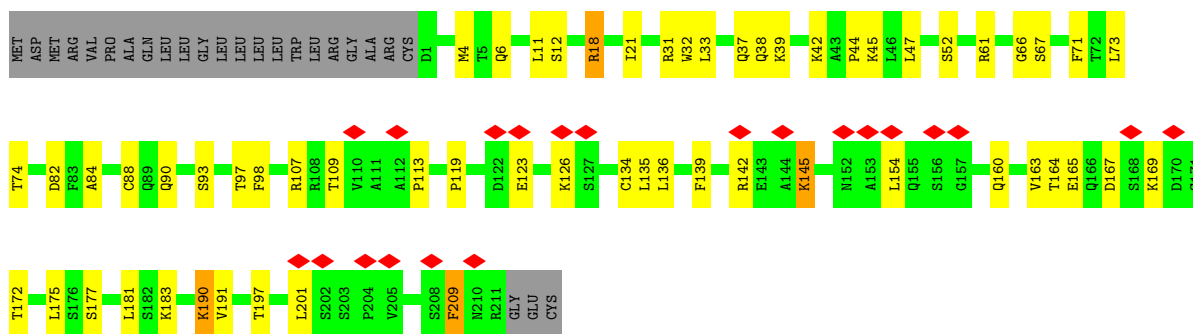 MET ASP MET ARG VAL PRO ALA GLN LEU LEU GLY LEU LEU LEU LEU TRP LEU ARG GLY ALA ARG CYS D1 M4 T5 Q6 L11 S12 R18 I21 R31 W32 L33 Q37 Q38 K39 K42 A43 P44 K45 L46 L47 S52 R61 G66 S67 F71 T72 L73
T74 D82 F83 A84 C88 Q89 Q90 S93 T97 F98 R107 R108 T109 V110 A111 A112 P113 P119 D122 E123 K126 S127 C134 L135 L136 F139 R142 E143 A144 K145 N152 A153 L154 Q155 S156 G157 Q160 V163 T164 E165 Q166 D167 S168 K169 D170 S171
T172 L175 S176 S177 L181 S182 K183 K190 V191 T197 L201 S202 S203 P204 V205 S208 F209 N210 R211 GLY GLU CYS